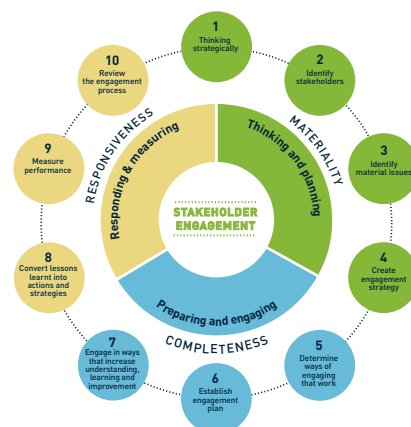 1
Thinking
strategically
2
Identify
stakeholders
3
Identify
material issues
4
Create
engagement
strategy
5
Determine
ways of
engaging
that work
6
Establish
engagement
plan
7
Engage in ways
that increase
understanding,
learning and
improvement
8
Convert lessons
learnt into
actions and
strategies
9
Measure
performance
10
Review
the engagement
process
RESPONSIVENESS
MATERIALITY
COMPLETENESS
Responding & measuring
Thinking and planning
Preparing and engaging
STAKEHOLDER
ENGAGEMENT